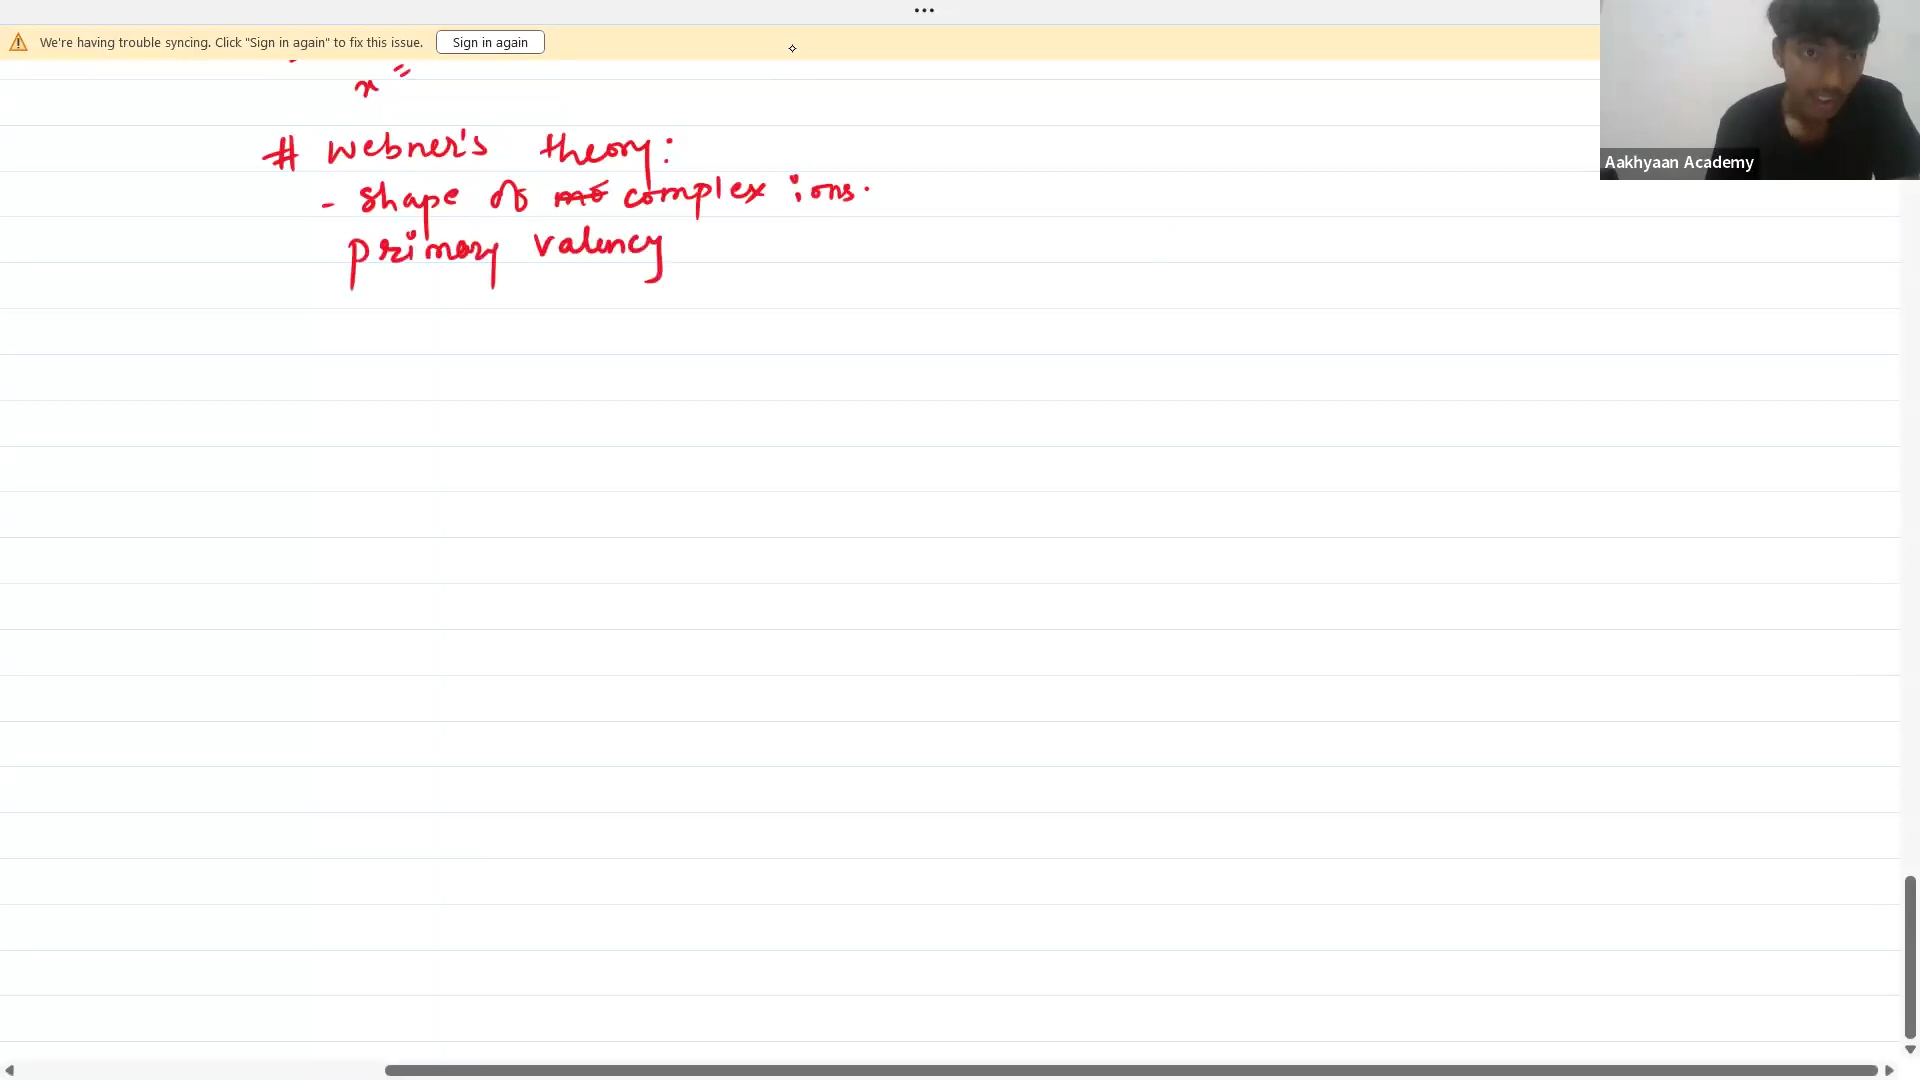 ...
We're having trouble syncing. Click "Sign in again" to fix this issue. Sign in again
x =
Aakhyaan Academy
# Webner's theory:
- shape of complex ions.
primary valency